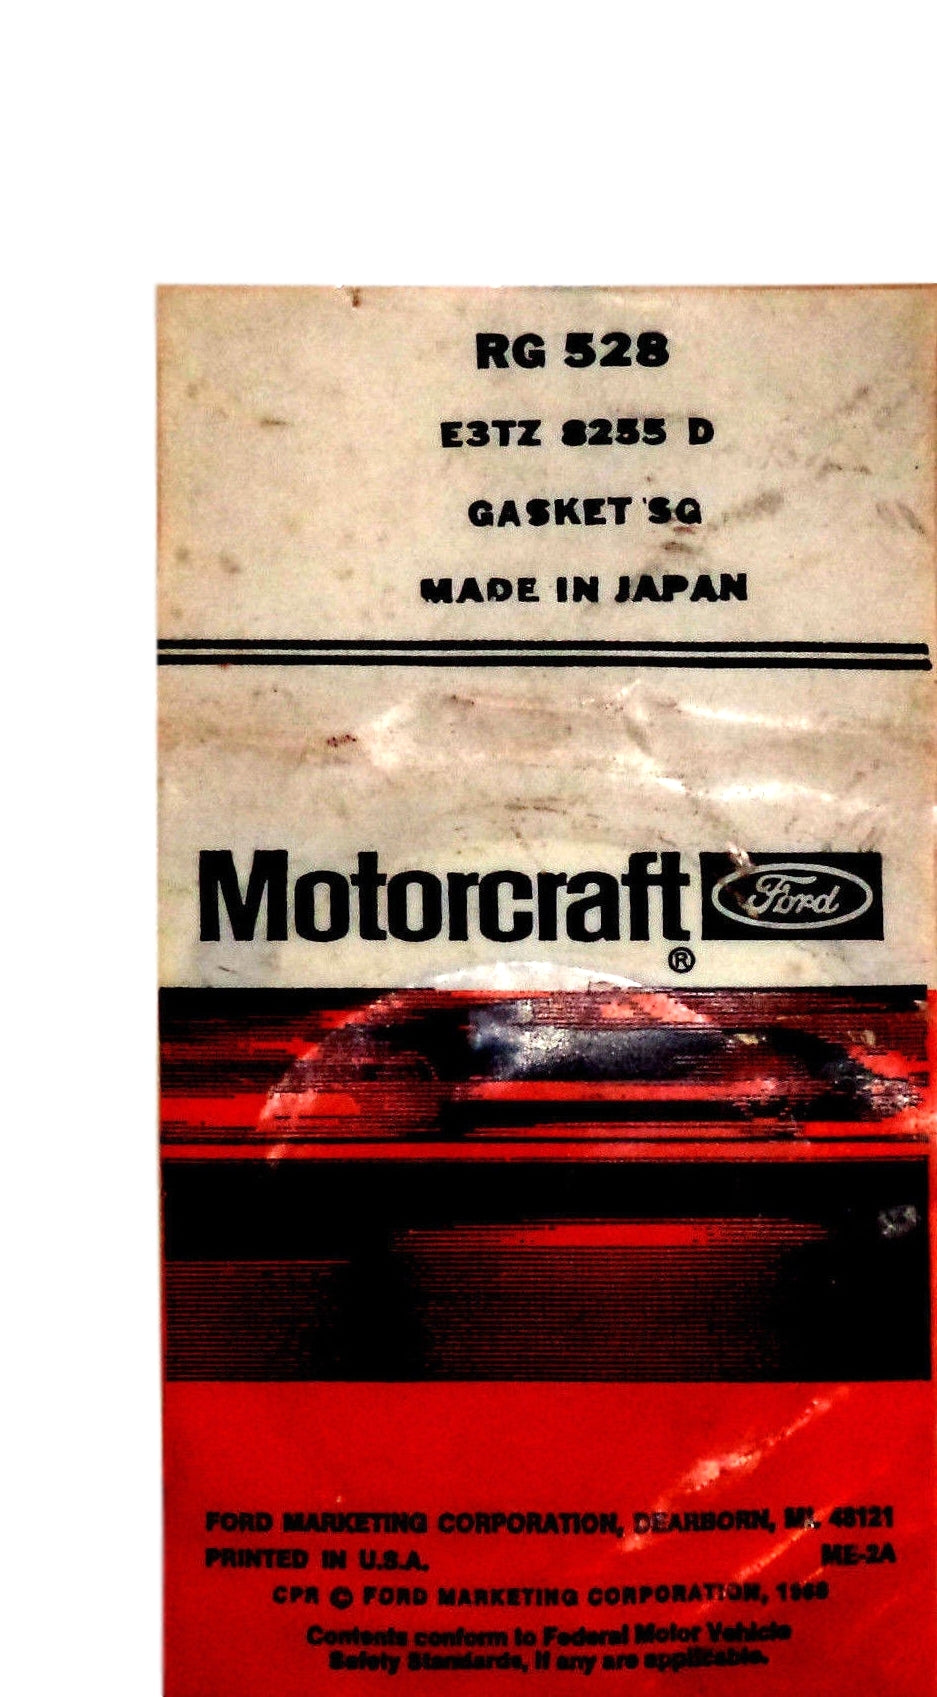 RG 528
E3TZ 8255 D
GASKET SQ
MADE IN JAPAN
Motorcraft Ford
®
FORD MARKETING CORPORATION, DEARBORN, MI. 48121
PRINTED IN U.S.A. ME-2A
CPR © FORD MARKETING CORPORATION,
Contents conform to Federal Motor Vehicle
Safety Standards, if any are applicable.